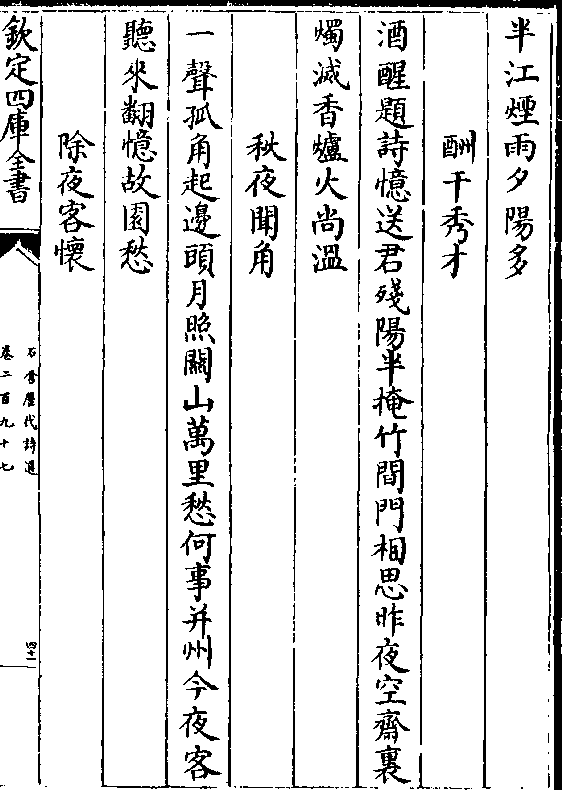 半江煙雨夕陽多
酬干秀才
酒醒題詩憶送君殘陽半掩竹間門相思昨夜空齋裏
燭滅香爐火尚溫
秋夜聞角
一聲孤角起邊頭月照關山萬里愁何事并州今夜客
聽來翻憶故園愁
除夜客懷
欽定四庫全書
石倉歷代詩選
卷二百九十七
四十一